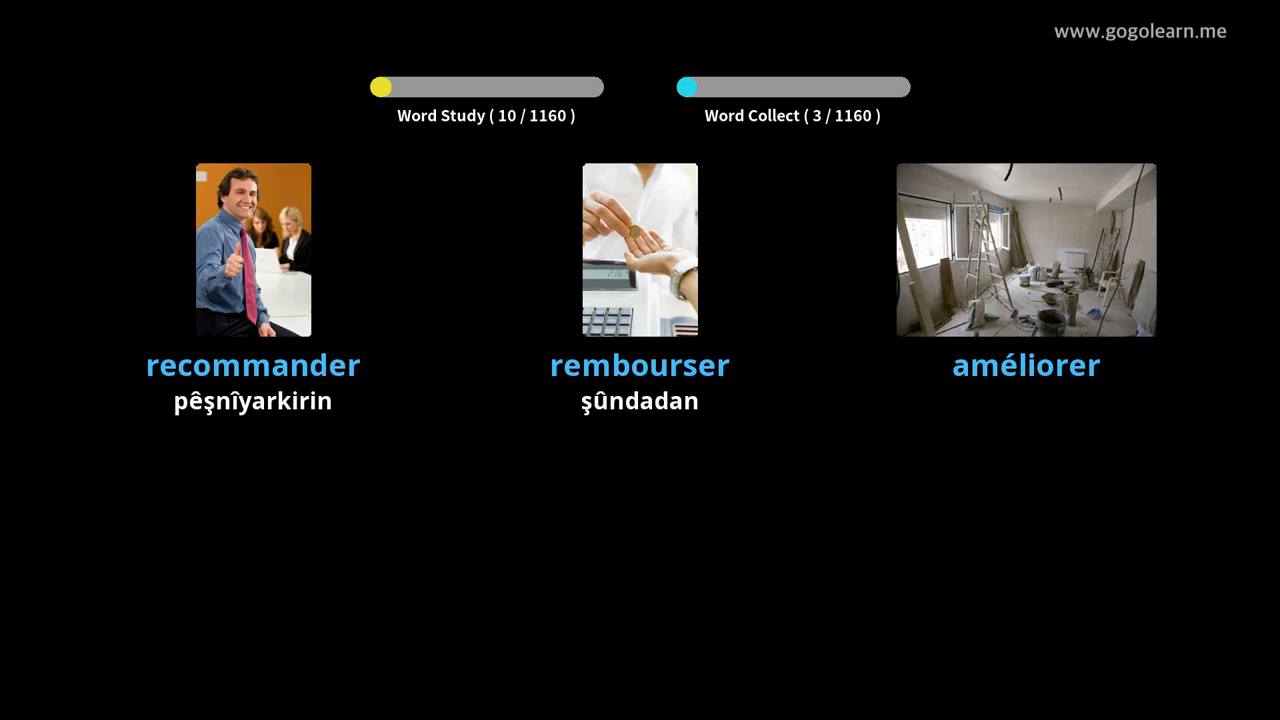 www.gogolearn.me
Word Study ( 10 / 1160 )
Word Collect ( 3 / 1160 )
recommander
rembourser
améliorer
pêşnîyarkirin
şûndadan